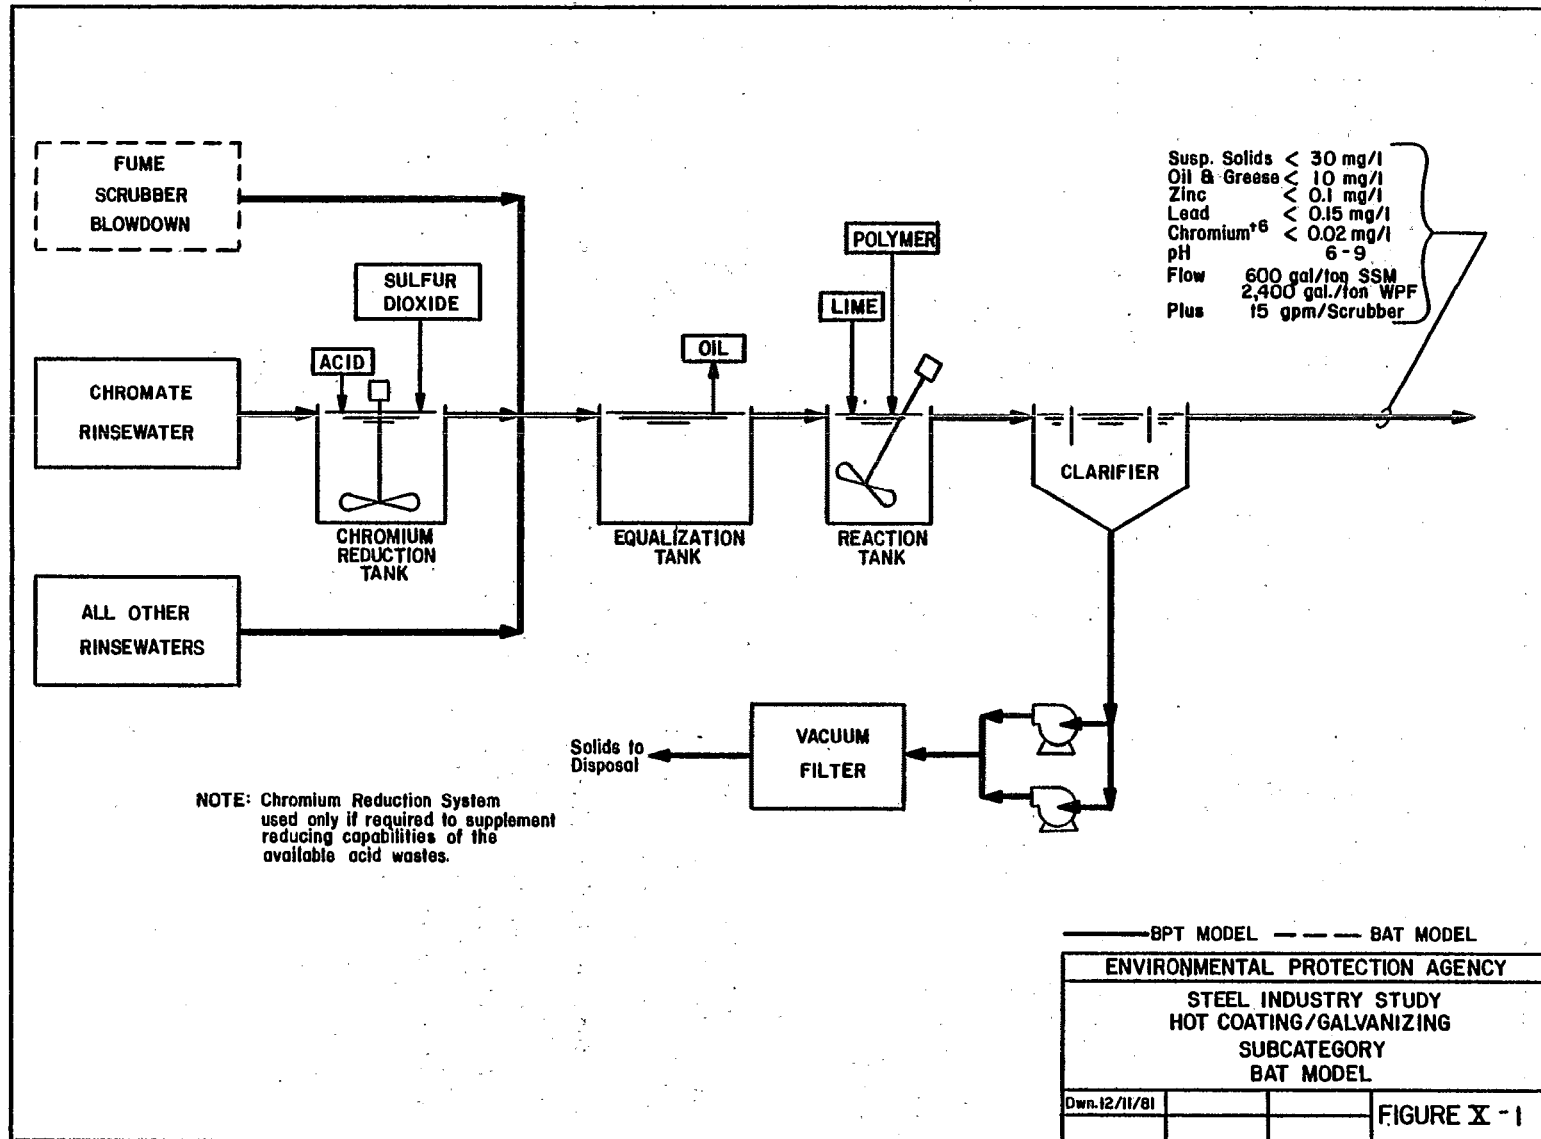 FUME
SCRUBBER
BLOWDOWN
Susp. Solids < 30 mg/l
Oil & Grease < 10 mg/l
Zinc < 0.1 mg/l
Lead < 0.15 mg/l
Chromium+6 < 0.02 mg/l
pH 6-9
Flow 600 gal/ton SSM
2,400 gal./ton WPF
Plus 15 gpm/Scrubber
POLYMER
SULFUR
DIOXIDE
LIME
ACID
OIL
CHROMATE
RINSEWATER
CLARIFIER
CHROMIUM
REDUCTION
TANK
EQUALIZATION
TANK
REACTION
TANK
ALL OTHER
RINSEWATERS
VACUUM
FILTER
Solids to
Disposal
NOTE: Chromium Reduction System
used only if required to supplement
reducing capabilities of the
available acid wastes.
BPT MODEL
BAT MODEL
ENVIRONMENTAL PROTECTION AGENCY
STEEL INDUSTRY STUDY
HOT COATING/GALVANIZING
SUBCATEGORY
BAT MODEL
Dwn.12/11/81
FIGURE X-1